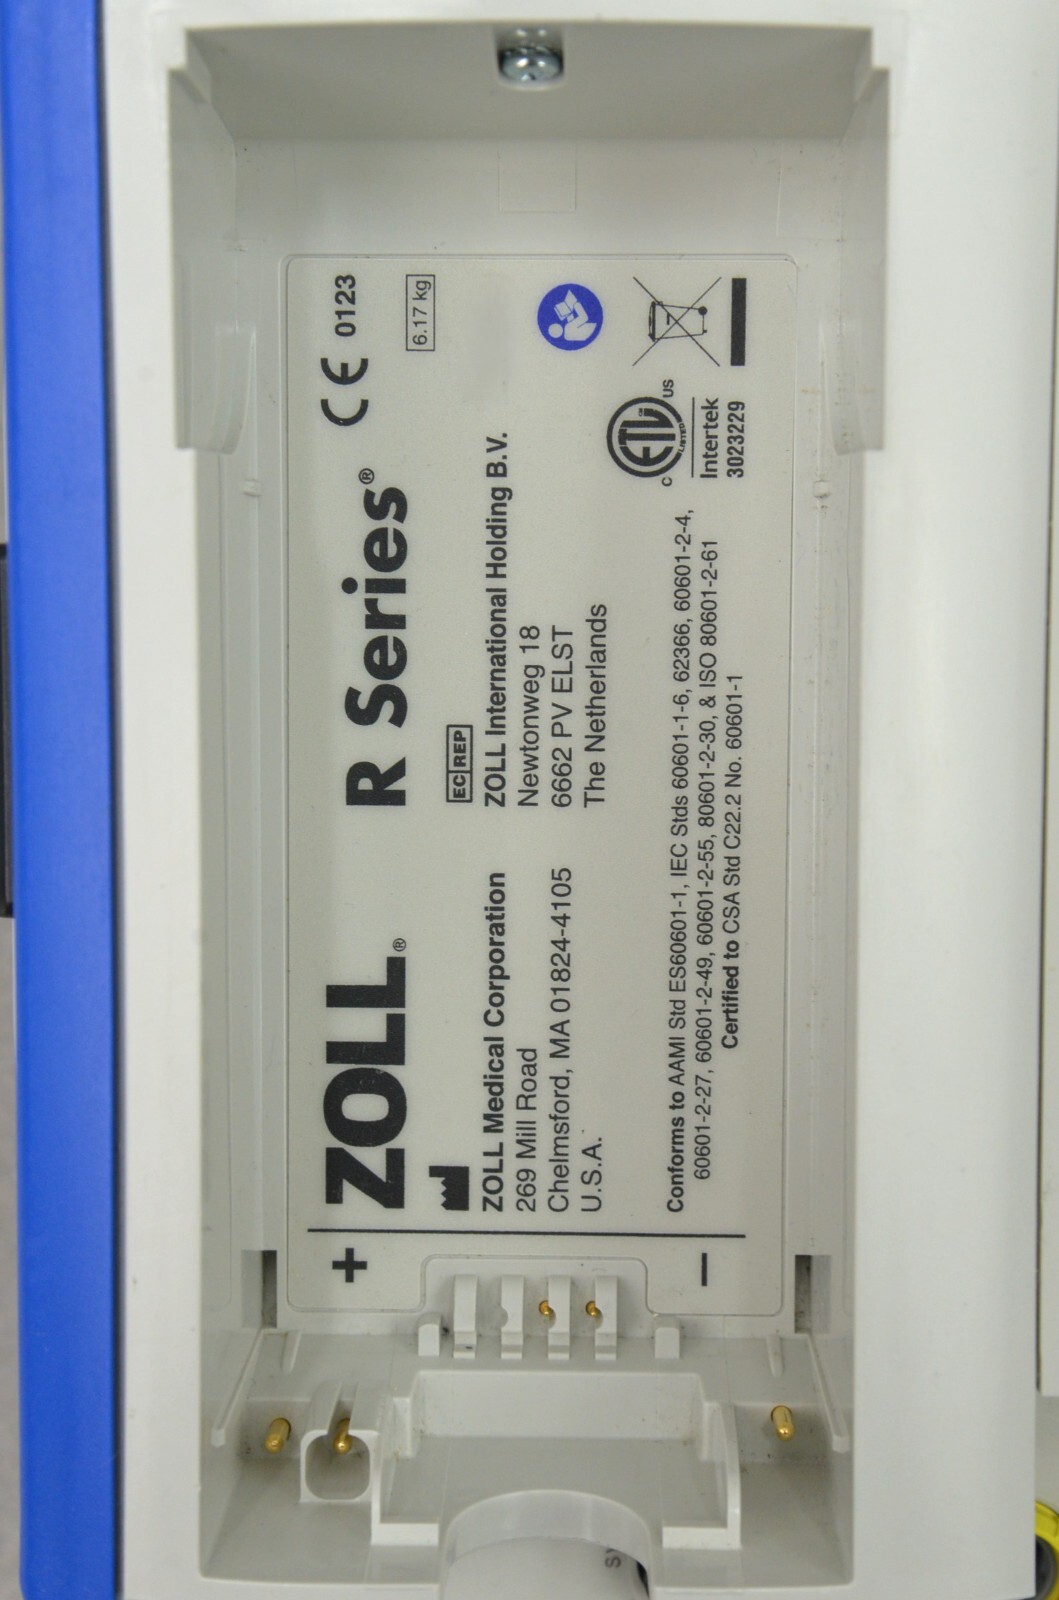 ZOLL® R Series® CE 0123
6.17 kg
EC REP
ZOLL Medical Corporation
269 Mill Road
Chelmsford, MA 01824-4105
U.S.A.
ZOLL International Holding B.V.
Newtonweg 18
6662 PV ELST
The Netherlands
C ETL CM LISTED US
Intertek
3023229
Conforms to AAMI Std ES60601-1, IEC Stds 60601-1-6, 62366, 60601-2-4,
60601-2-27, 60601-2-49, 60601-2-55, 80601-2-30, & ISO 80601-2-61
Certified to CSA Std C22.2 No. 60601-1
+
−